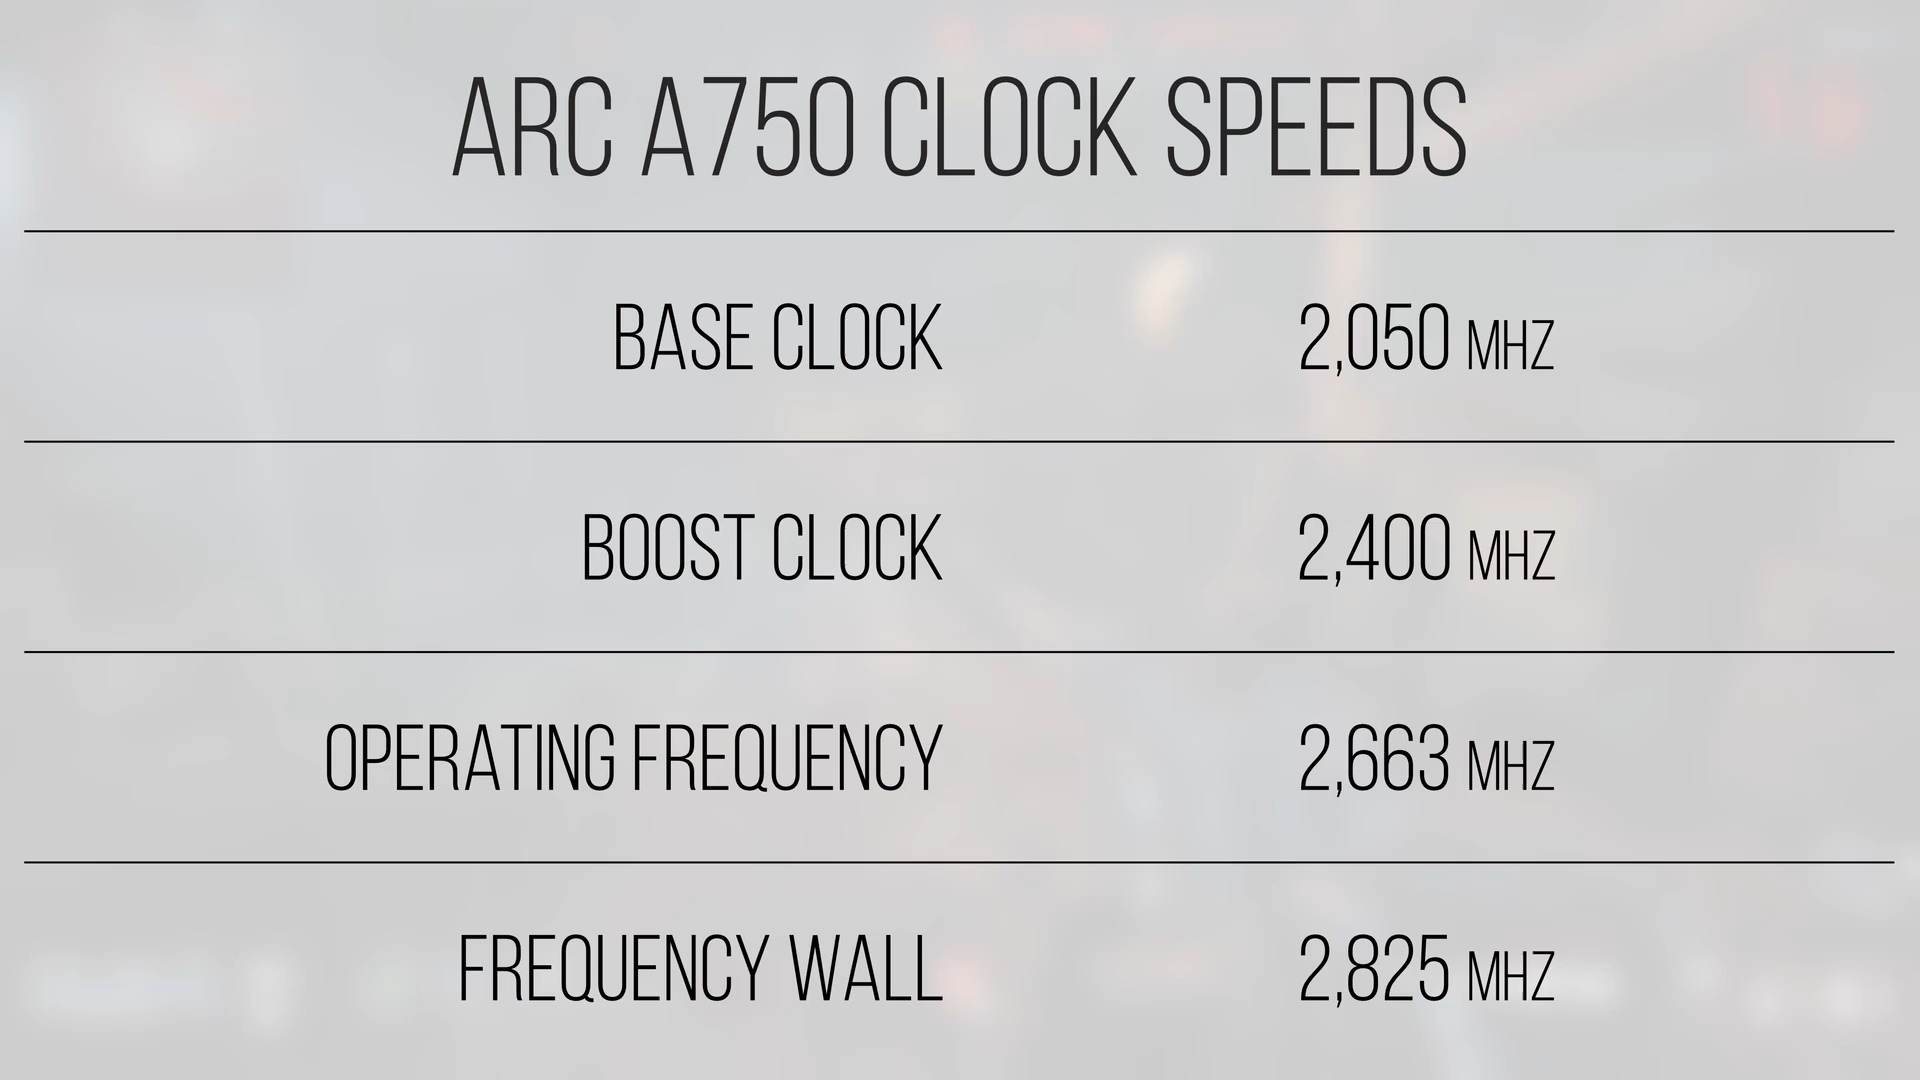 ARC A750 CLOCK SPEEDS
BASE CLOCK 2,050 MHZ
BOOST CLOCK 2,400 MHZ
OPERATING FREQUENCY 2,663 MHZ
FREQUENCY WALL 2,825 MHZ